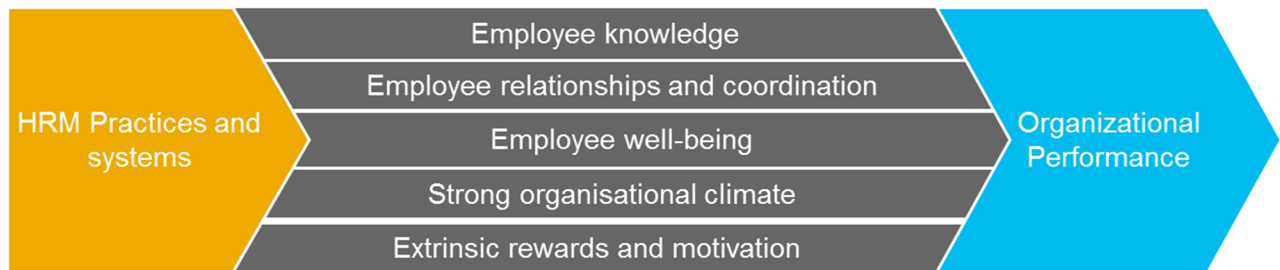 HRM Practices and
systems
Employee knowledge
Employee relationships and coordination
Employee well-being
Strong organisational climate
Extrinsic rewards and motivation
Organizational
Performance